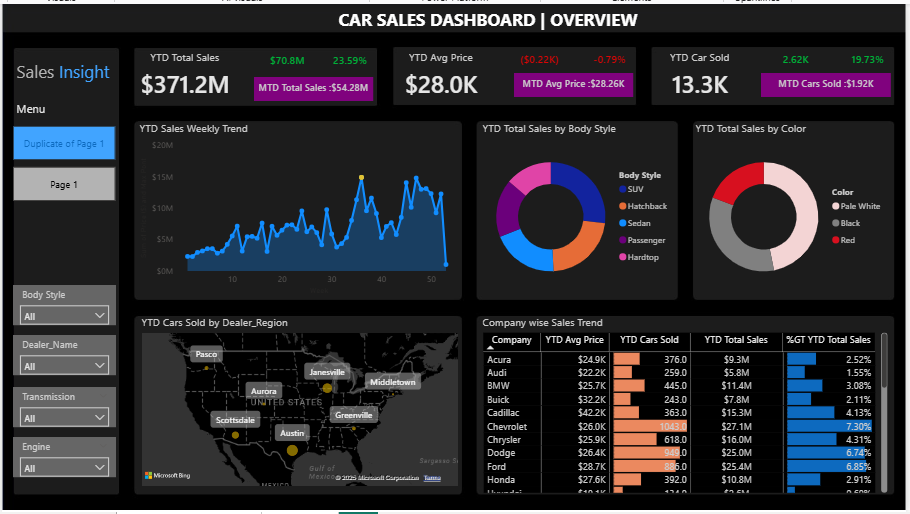 CAR SALES DASHBOARD | OVERVIEW
Sales Insight
Menu
Duplicate of Page 1
Page 1
Body Style
All
Dealer_Name
All
Transmission
All
Engine
All
YTD Total Sales
$70.8M 23.59%
$371.2M
MTD Total Sales :$54.28M
YTD Avg Price
($0.22K) -0.79%
$28.0K
MTD Avg Price :$28.26K
YTD Car Sold
2.62K 19.73%
13.3K
MTD Cars Sold :$1.92K
YTD Sales Weekly Trend
$20M
$15M
$10M
$5M
$0M
10 20 30 40 50
YTD Total Sales by Body Style
Body Style
SUV
Hatchback
Sedan
Passenger
Hardtop
YTD Total Sales by Color
Color
Pale White
Black
Red
YTD Cars Sold by Dealer_Region
Pasco
Janesville
Middletown
Aurora
UNITED STATES
Scottsdale
Greenville
Austin
Gulf of
Mexico
MEXICO
Sargasso S
Microsoft Bing
© 2025 Microsoft Corporation Terms
Company wise Sales Trend
Company YTD Avg Price YTD Cars Sold YTD Total Sales %GT YTD Total Sales
Acura $24.9K 376.0 $9.3M 2.52%
Audi $22.2K 259.0 $5.8M 1.55%
BMW $25.7K 445.0 $11.4M 3.08%
Buick $32.2K 243.0 $7.8M 2.11%
Cadillac $42.2K 363.0 $15.3M 4.13%
Chevrolet $26.0K 1043.0 $27.1M 7.30%
Chrysler $25.9K 618.0 $16.0M 4.31%
Dodge $26.4K 949.0 $25.0M 6.74%
Ford $28.7K 886.0 $25.4M 6.85%
Honda $27.6K 392.0 $10.8M 2.91%